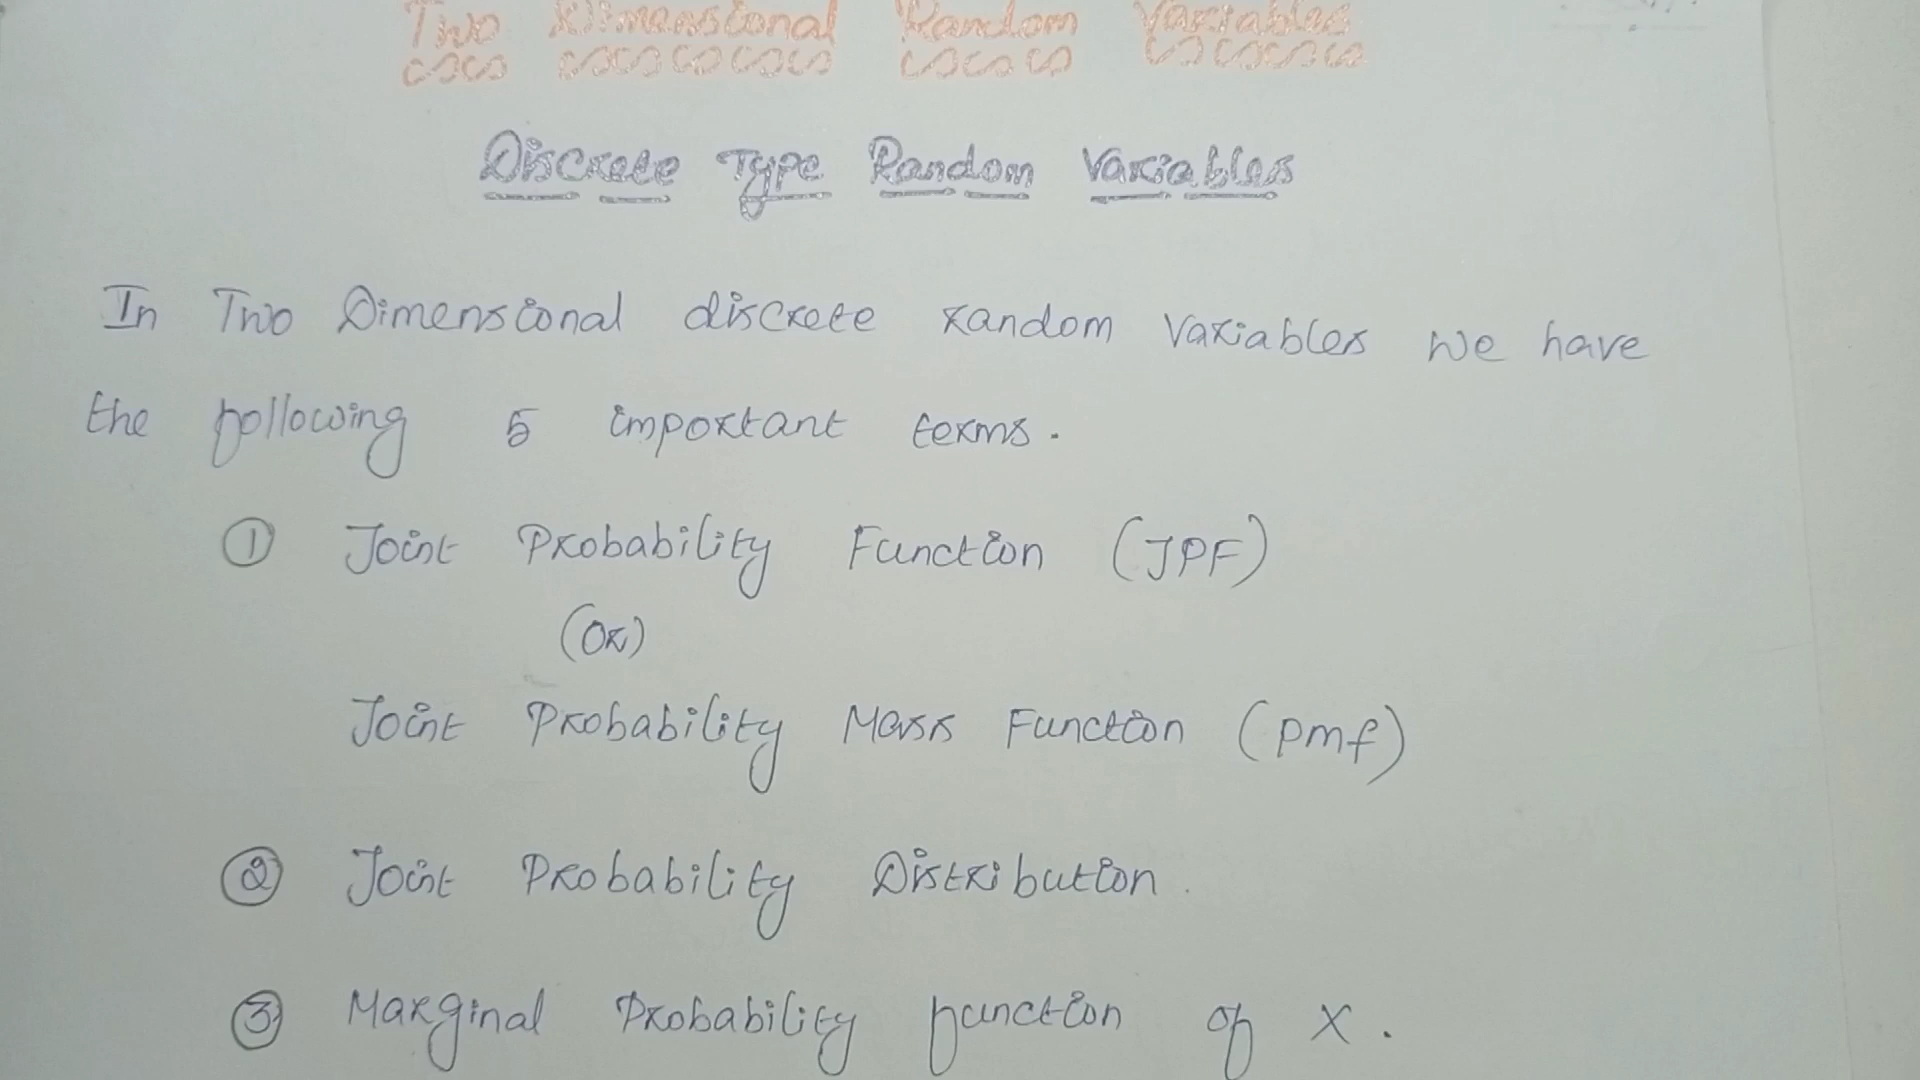 Two Dimensional Random Variables
Discrete Type Random Variables
In Two Dimensional discrete random variables we have
the following 5 important terms.
① Joint Probability Function (JPF)
(Or)
Joint Probability Mass Function (pmf)
② Joint Probability Distribution.
③ Marginal Probability function of X.